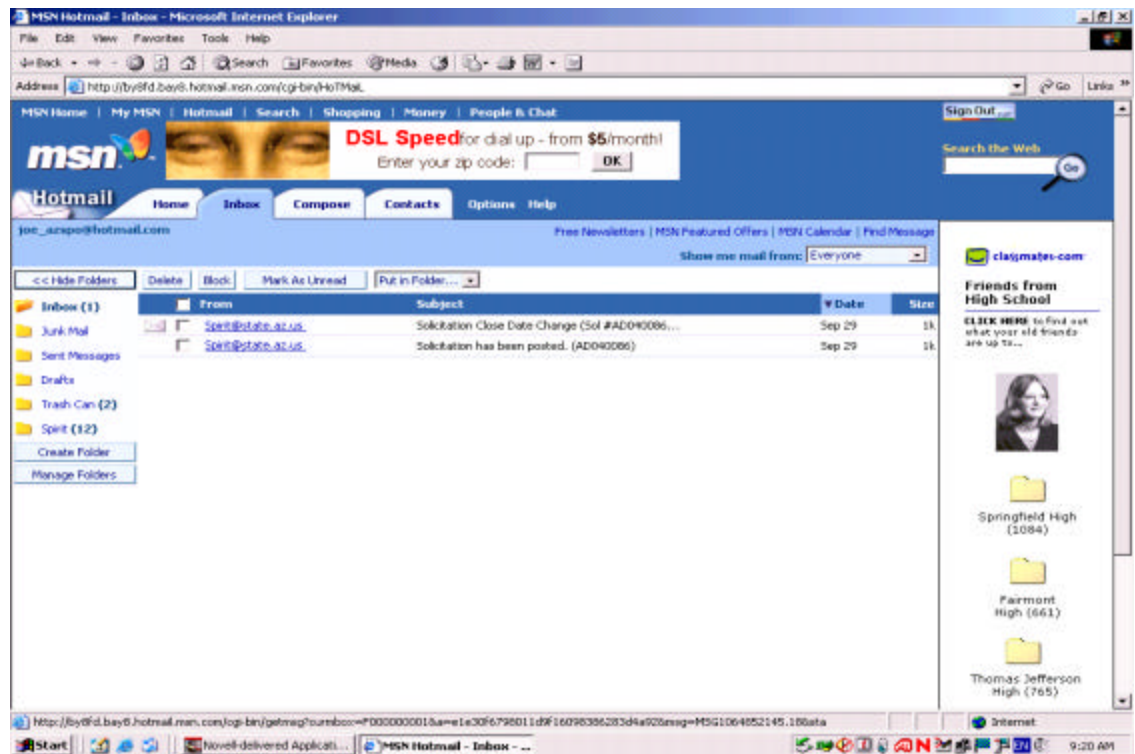 MSN Hotmail - Inbox - Microsoft Internet Explorer
File Edit View Favorites Tools Help
Back Search Favorites Media
Address http://by8fd.bay8.hotmail.msn.com/cgi-bin/HoTMaiL Go Links »
MSN Home | My MSN | Hotmail | Search | Shopping | Money | People & Chat Sign Out
msn
DSL Speed for dial up - from $5/month!
Enter your zip code: OK
Search the Web
Go
Hotmail Home Inbox Compose Contacts Options Help
joe_azspo@hotmail.com Free Newsletters | MSN Featured Offers | MSN Calendar | Find Message
Show me mail from: Everyone
<< Hide Folders Delete Block Mark As Unread Put in Folder...
Inbox (1)
Junk Mail
Sent Messages
Drafts
Trash Can (2)
Spirit (12)
Create Folder
Manage Folders
From Subject Date Size
Spirit@state.az.us Solicitation Close Date Change (Sol #AD040086... Sep 29 1k
Spirit@state.az.us Solicitation has been posted. (AD040086) Sep 29 1k
classmates.com
Friends from
High School
CLICK HERE to find out
what your old friends
are up to...
Springfield High
(1084)
Fairmont
High (661)
Thomas Jefferson
High (765)
Internet
Start Novell-delivered Applicati... MSN Hotmail - Inbox - ... 9:20 AM